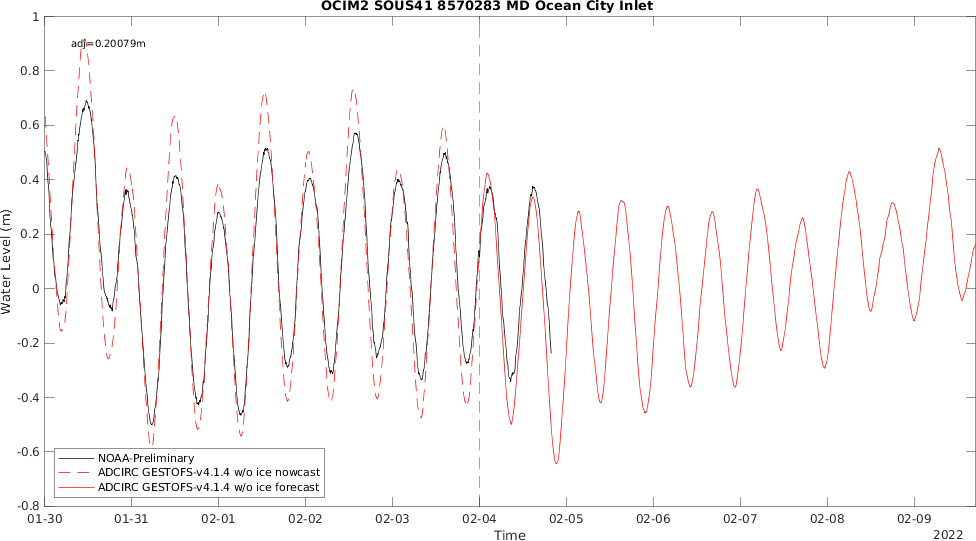 OCIM2 SOUS41 8570283 MD Ocean City Inlet
adj=0.20079m
1
0.8
0.6
0.4
0.2
0
-0.2
-0.4
-0.6
-0.8
Water Level (m)
NOAA-Preliminary
ADCIRC GESTOFS-v4.1.4 w/o ice nowcast
ADCIRC GESTOFS-v4.1.4 w/o ice forecast
01-30 01-31 02-01 02-02 02-03 02-04 02-05 02-06 02-07 02-08 02-09
Time
2022